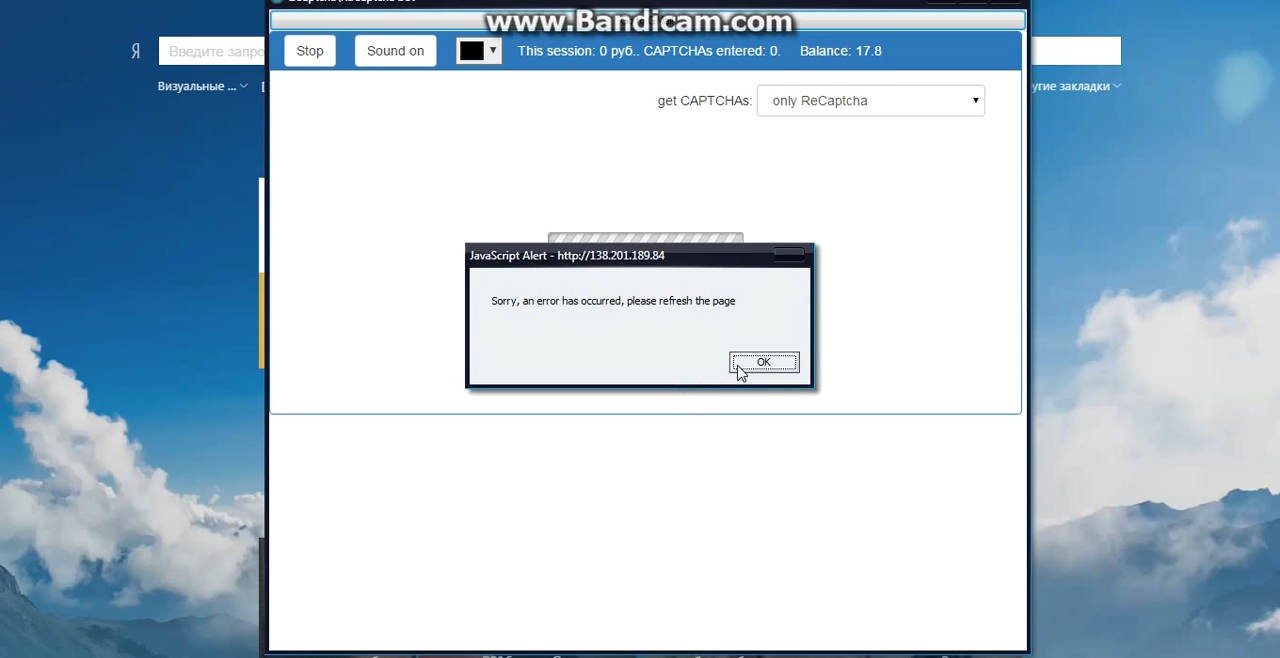 www.Bandicam.com
Я
Введите запро
Stop
Sound on
This session: 0 руб.. CAPTCHAs entered: 0.
Balance: 17.8
Визуальные ...
угие закладки
get CAPTCHAs:
only ReCaptcha
JavaScript Alert - http://138.201.189.84
Sorry, an error has occurred, please refresh the page
OK